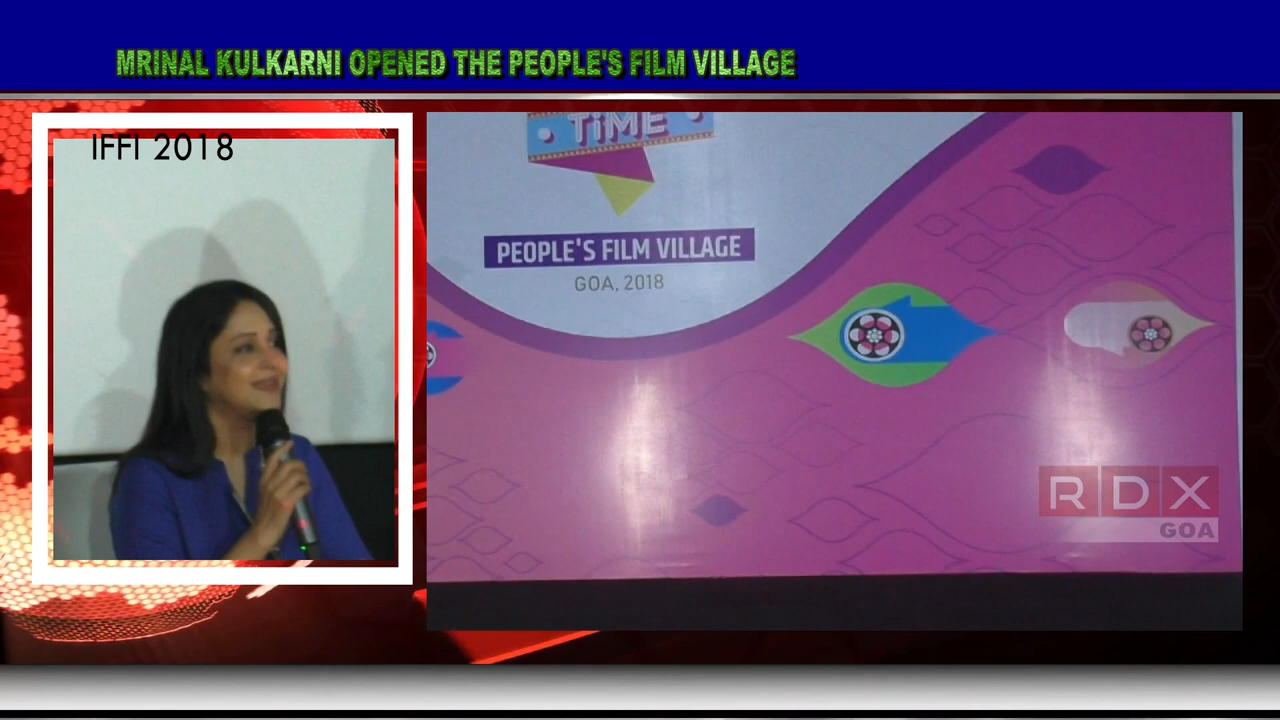 MRINAL KULKARNI OPENED THE PEOPLE'S FILM VILLAGE
IFFI 2018
TiME
PEOPLE'S FILM VILLAGE
GOA, 2018
RDX
GOA